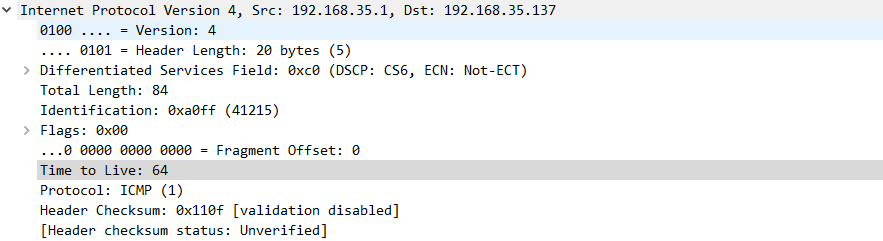 Internet Protocol Version 4, Src: 192.168.35.1, Dst: 192.168.35.137
0100 .... = Version: 4
.... 0101 = Header Length: 20 bytes (5)
Differentiated Services Field: 0xc0 (DSCP: CS6, ECN: Not-ECT)
Total Length: 84
Identification: 0xa0ff (41215)
Flags: 0x00
...0 0000 0000 0000 = Fragment Offset: 0
Time to Live: 64
Protocol: ICMP (1)
Header Checksum: 0x110f [validation disabled]
[Header checksum status: Unverified]